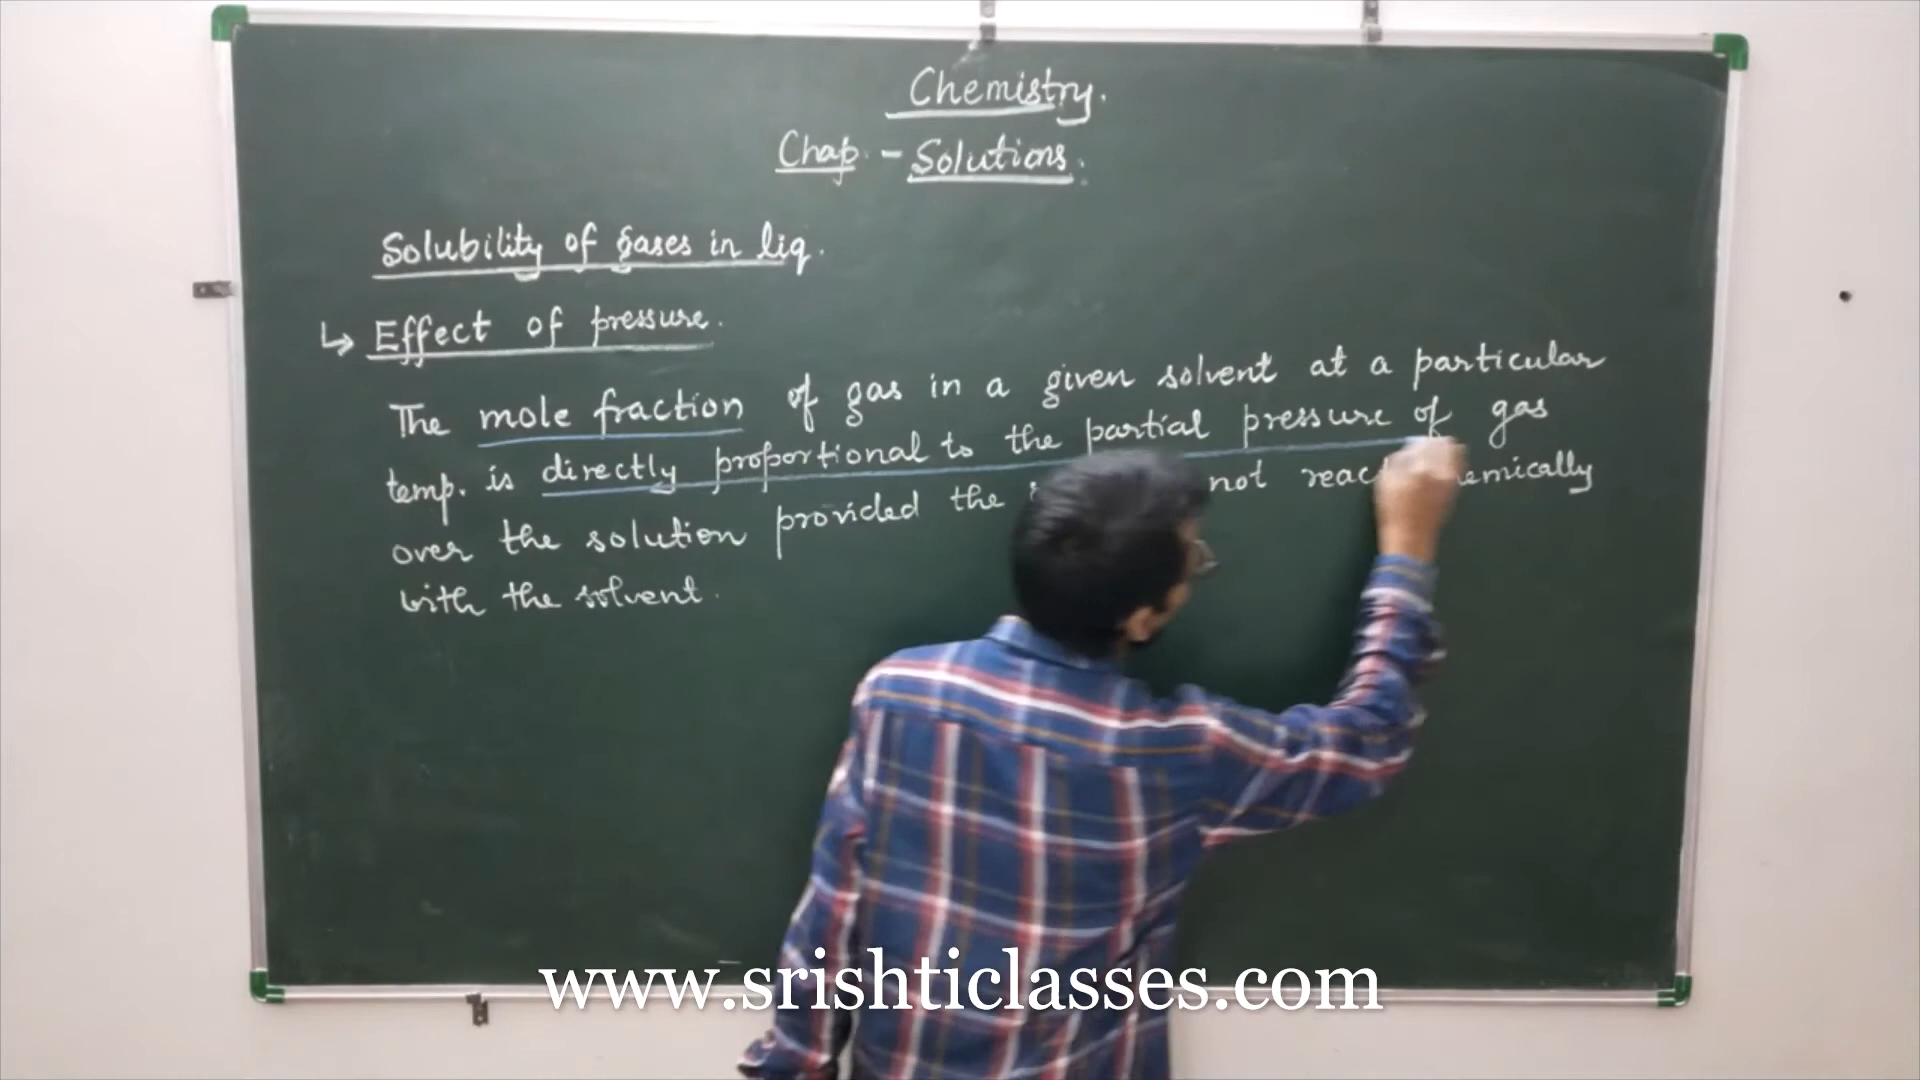 Chemistry.
Chap - Solutions.
Solubility of gases in liq.
↳ Effect of pressure.
The mole fraction of gas in a given solvent at a particular
temp. is directly proportional to the partial pressure of gas
over the solution provided the not
with the solvent.
www.srishticlasses.com